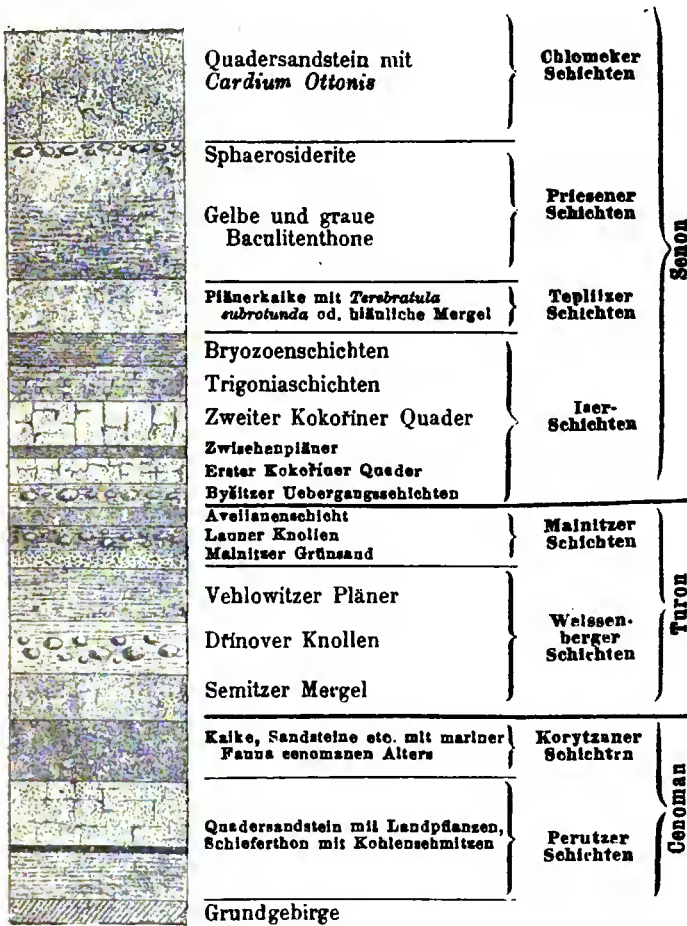 Quadersandstein mit
Cardium Ottonis
Chlomeker
Schichten
Sphaerosiderite
Gelbe und graue
Baculitenthone
Priesener
Schichten
Plänerkalke mit Terebratula
subrotunda od. bläuliche Mergel
Teplitzer
Schichten
Bryozoenschichten
Trigoniaschichten
Zweiter Kokořiner Quader
Zwischenpläner
Erster Kokořiner Quader
Byšitzer Uebergangsschichten
Iser-
Schichten
Senon
Avellanenschicht
Launer Knollen
Malnitzer Grünsand
Malnitzer
Schichten
Vehlowitzer Pläner
Dřínover Knollen
Semitzer Mergel
Weissen-
berger
Schichten
Turon
Kalke, Sandsteine etc. mit mariner
Fauna cenomanen Alters
Korytzaner
Schichtrn
Quadersandstein mit Landpflanzen,
Schieferthon mit Kohlenschmitzen
Perutzer
Schichten
Cenoman
Grundgebirge